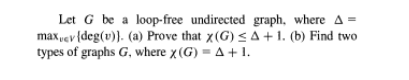 Let G be a loop-free undirected graph, where Δ =
max_{v∈V}{deg(v)}. (a) Prove that χ(G) ≤ Δ + 1. (b) Find two
types of graphs G, where χ(G) = Δ + 1.